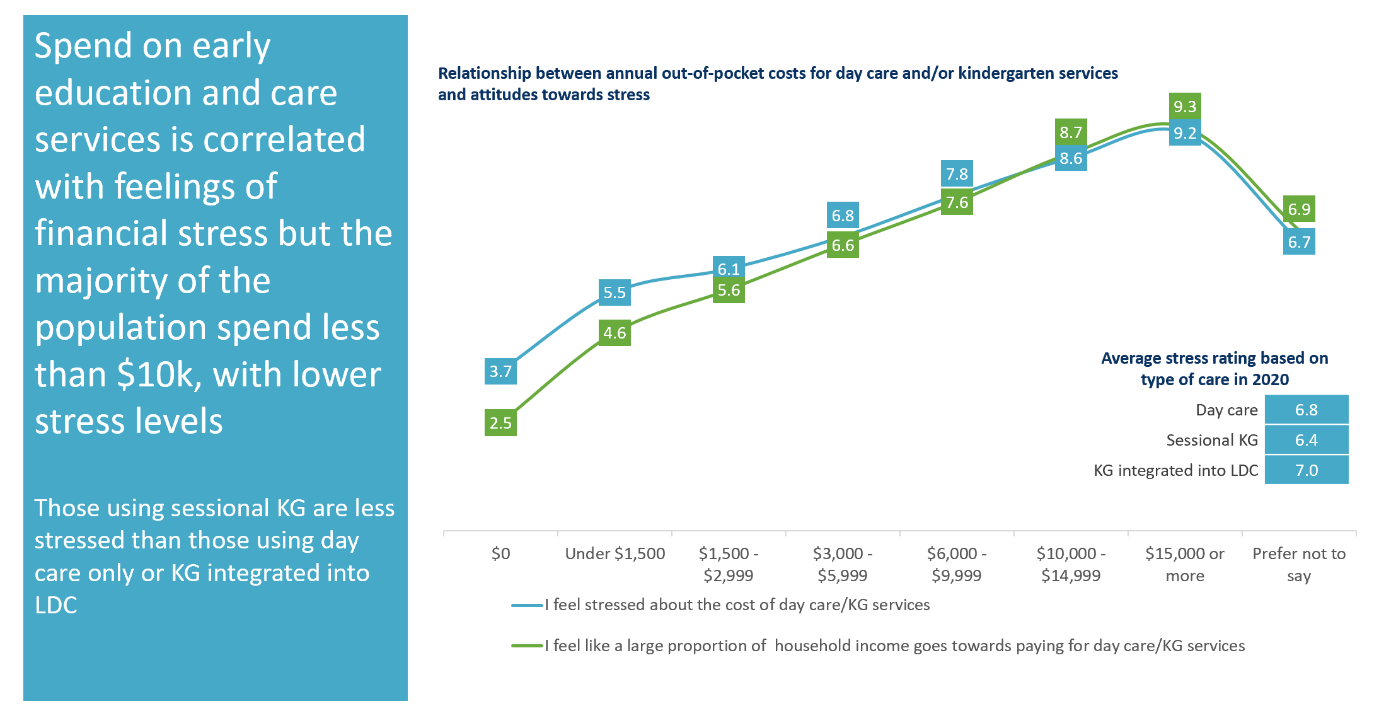 Spend on early
education and care
services is correlated
with feelings of
financial stress but the
majority of the
population spend less
than $10k, with lower
stress levels
Those using sessional KG are less
stressed than those using day
care only or KG integrated into
LDC
Relationship between annual out-of-pocket costs for day care and/or kindergarten services
and attitudes towards stress
3.7
5.5
6.1
6.8
7.8
8.6
9.2
6.7
2.5
4.6
5.6
6.6
7.6
8.7
9.3
6.9
Average stress rating based on
type of care in 2020
Day care 6.8
Sessional KG 6.4
KG integrated into LDC 7.0
$0
Under $1,500
$1,500 -
$2,999
$3,000 -
$5,999
$6,000 -
$9,999
$10,000 -
$14,999
$15,000 or
more
Prefer not to
say
I feel stressed about the cost of day care/KG services
I feel like a large proportion of  household income goes towards paying for day care/KG services